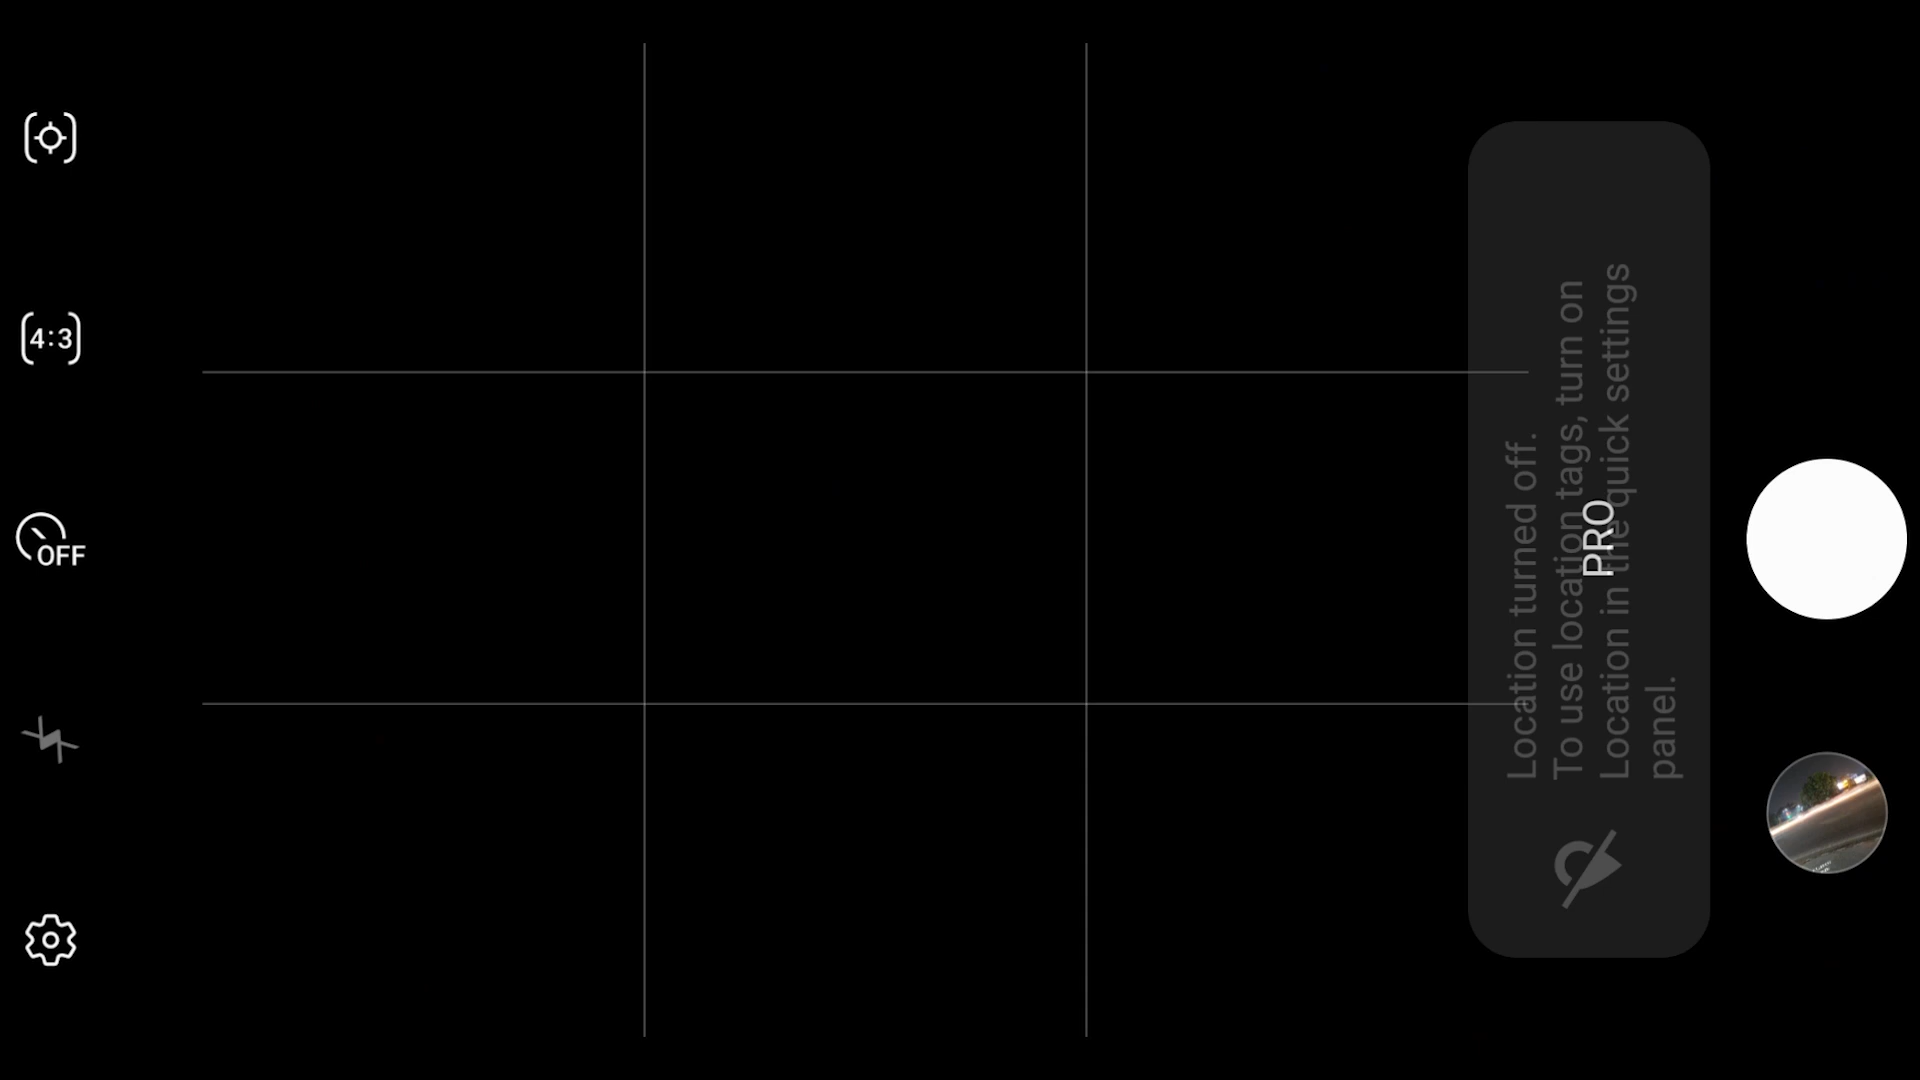 4:3
OFF
Location turned off.
To use location tags, turn on
Location in the quick settings
panel.
PRO